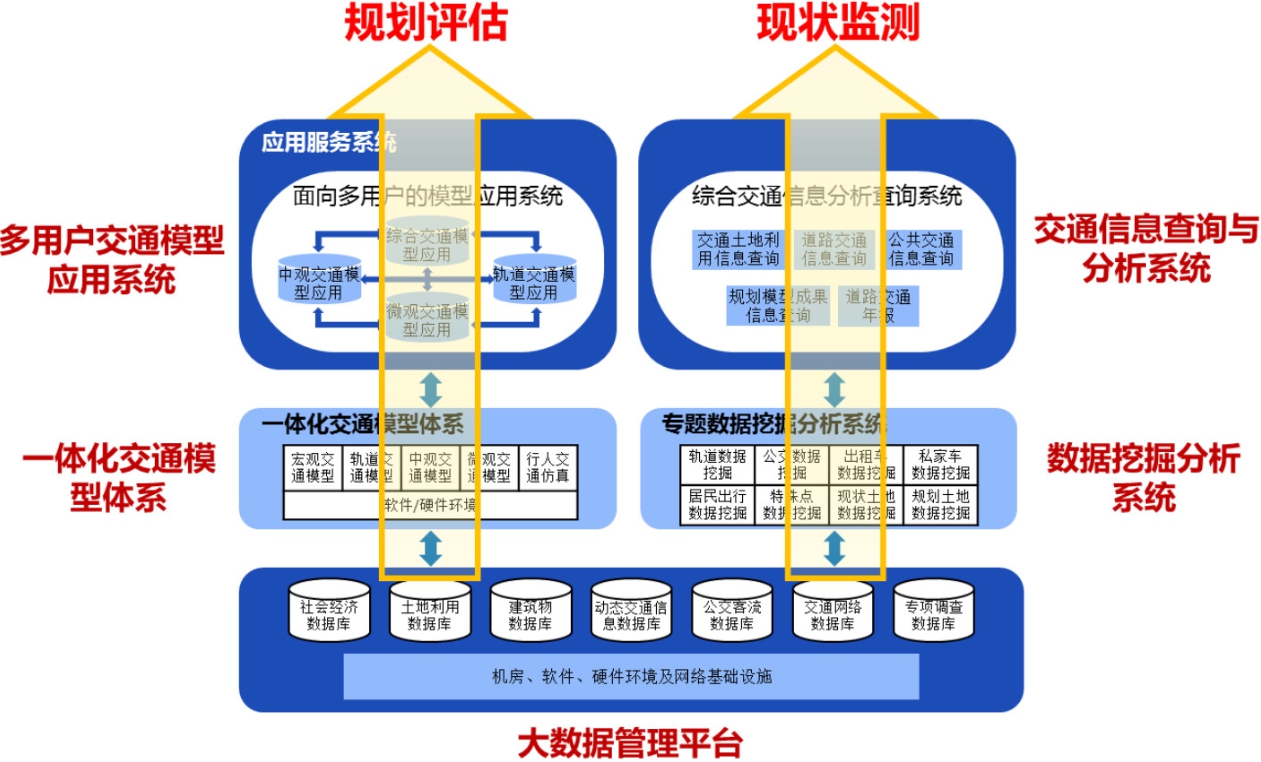 规划评估
现状监测
应用服务系统
面向多用户的模型应用系统
综合交通模
型应用
中观交通模
型应用
轨道交通模
型应用
微观交通模
型应用
综合交通信息分析查询系统
交通土地利
用信息查询
道路交通
信息查询
公共交通
信息查询
规划模型成果
信息查询
道路交通
年报
多用户交通模型
应用系统
交通信息查询与
分析系统
一体化交通模型体系
宏观交
通模型
轨道交
通模型
中观交
通模型
微观交
通模型
行人交
通仿真
软件/硬件环境
专题数据挖掘分析系统
轨道数据
挖掘
公交数据
挖掘
出租车
数据挖掘
私家车
数据挖掘
居民出行
数据挖掘
特殊点
数据挖掘
现状土地
数据挖掘
规划土地
数据挖掘
一体化交通模
型体系
数据挖掘分析
系统
社会经济
数据库
土地利用
数据库
建筑物
数据库
动态交通信
息数据库
公交客流
数据库
交通网络
数据库
专项调查
数据库
机房、软件、硬件环境及网络基础设施
大数据管理平台